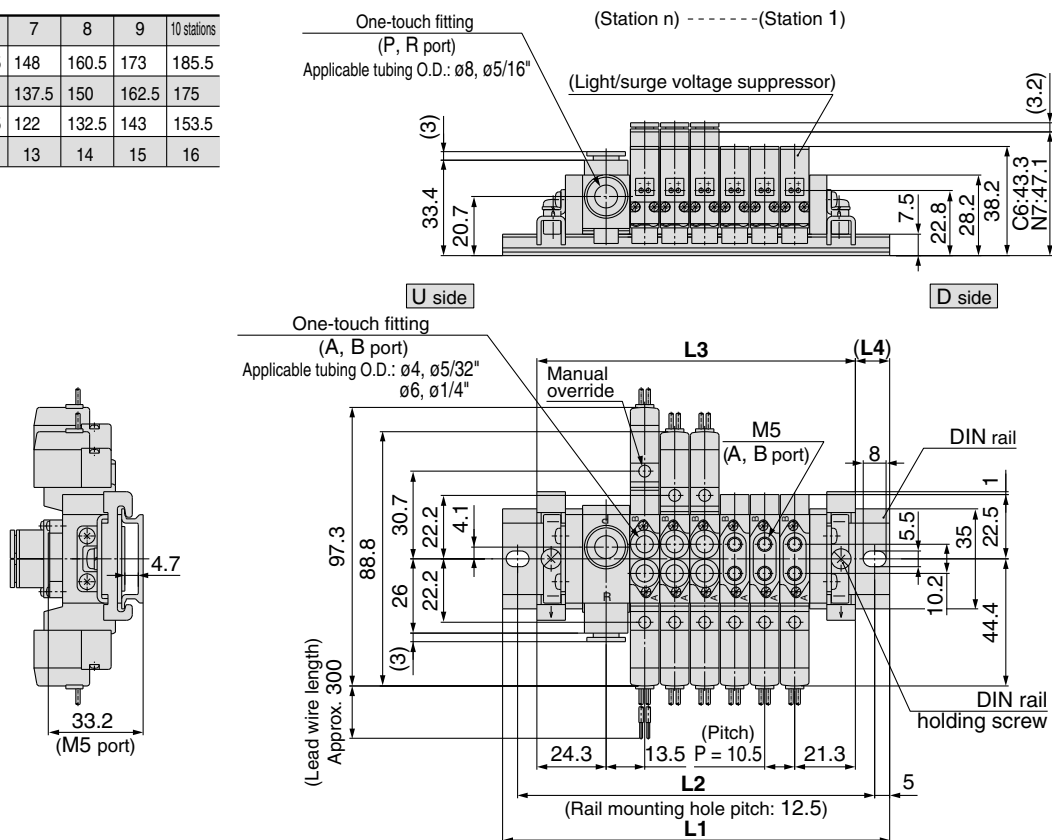 7 8 9 10 stations
148 160.5 173 185.5
137.5 150 162.5 175
122 132.5 143 153.5
13 14 15 16
One-touch fitting
(P, R port)
Applicable tubing O.D.: ø8, ø5/16"
(Station n) - - - - - - - (Station 1)
(Light/surge voltage suppressor)
(3)
33.4
20.7
(3.2)
7.5
22.8
28.2
38.2
C6:43.3
N7:47.1
U side
D side
One-touch fitting
(A, B port)
Applicable tubing O.D.: ø4, ø5/32"
ø6, ø1/4"
L3
(L4)
Manual
override
M5
(A, B port)
DIN rail
8
1
97.3
88.8
30.7
22.2
4.1
26
22.2
(3)
B B B B B B
A A A A A A
R
5.5
35
22.5
10.2
44.4
4.7
33.2
(M5 port)
(Lead wire length)
Approx. 300
DIN rail
holding screw
(Pitch)
24.3 13.5 P = 10.5 21.3
L2
5
(Rail mounting hole pitch: 12.5)
L1